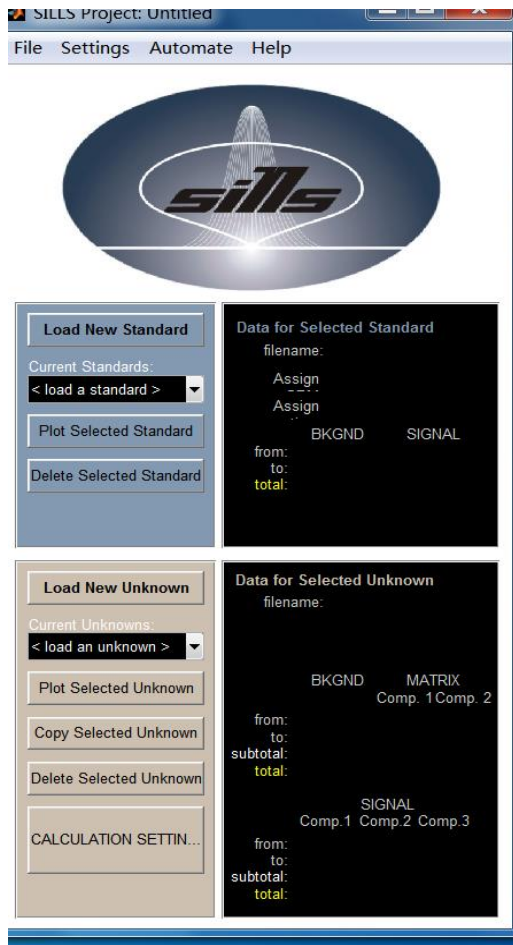 SILLS Project: Untitled
File Settings Automate Help
sills
Load New Standard
Current Standards:
< load a standard >
Plot Selected Standard
Delete Selected Standard
Data for Selected Standard
filename:
Assign
Assign
BKGND SIGNAL
from:
to:
total:
Load New Unknown
Current Unknowns:
< load an unknown >
Plot Selected Unknown
Copy Selected Unknown
Delete Selected Unknown
CALCULATION SETTIN...
Data for Selected Unknown
filename:
BKGND MATRIX
Comp. 1 Comp. 2
from:
to:
subtotal:
total:
SIGNAL
Comp.1 Comp.2 Comp.3
from:
to:
subtotal:
total: